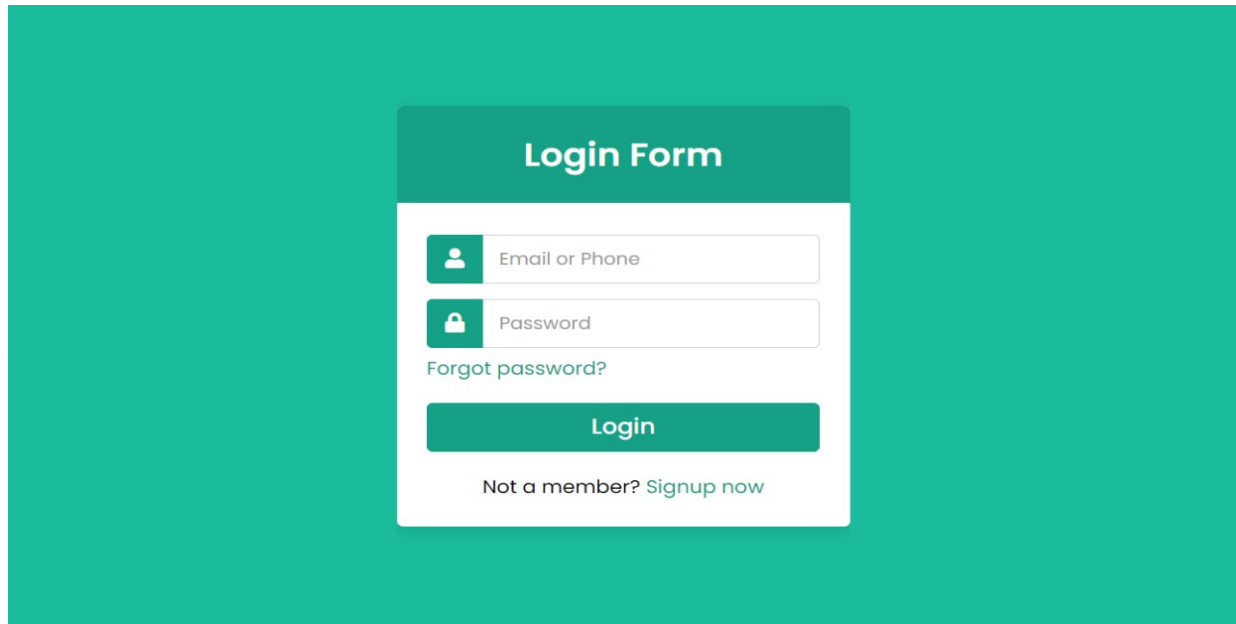 Login Form
Email or Phone
Password
Forgot password?
Login
Not a member? Signup now